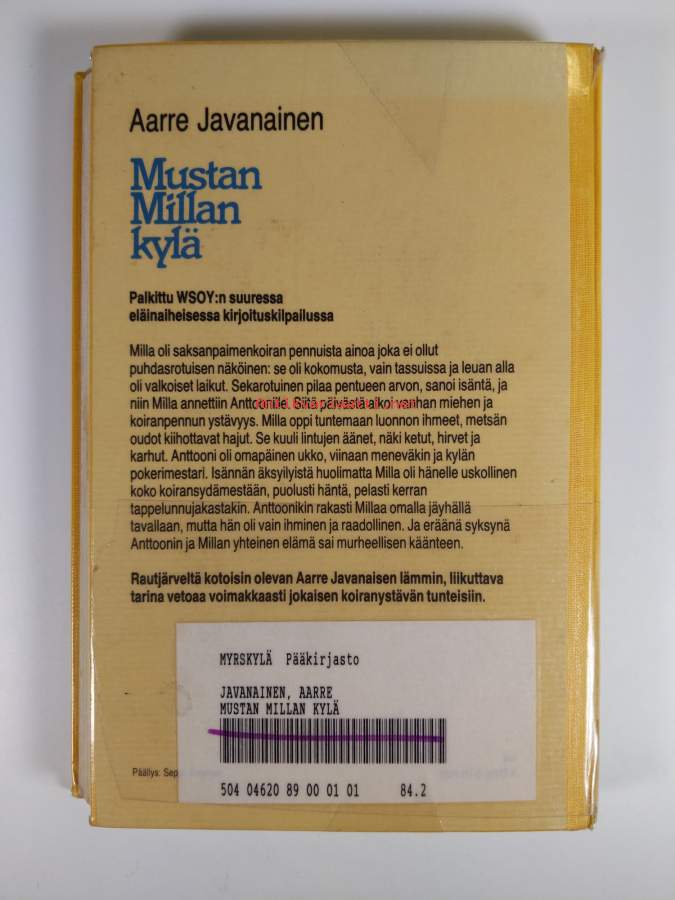 Aarre Javanainen
Mustan
Millan
kylä
Palkittu WSOY:n suuressa
eläinaiheisessa kirjoituskilpailussa
Milla oli saksanpaimenkoiran pennuista ainoa joka ei ollut
puhdasrotuisen näköinen: se oli kokomusta, vain tassuissa ja leuan alla
oli valkoiset laikut. Sekarotuinen pilaa pentueen arvon, sanoi isäntä, ja
niin Milla annettiin Anttoonille. Siitä päivästä alkoi vanhan miehen ja
koiranpennun ystävyys. Milla oppi tuntemaan luonnon ihmeet, metsän
oudot kiihottavat hajut. Se kuuli lintujen äänet, näki ketut, hirvet ja
karhut. Anttooni oli omapäinen ukko, viinaan meneväkin ja kylän
pokerimestari. Isännän äksyilyistä huolimatta Milla oli hänelle uskollinen
koko koiransydämestään, puolusti häntä, pelasti kerran
tappelunnujakastakin. Anttoonikin rakasti Millaa omalla jäyhällä
tavallaan, mutta hän oli vain ihminen ja raadollinen. Ja eräänä syksynä
Anttoonin ja Millan yhteinen elämä sai murheellisen käänteen.
Rautjärveltä kotoisin olevan Aarre Javanaisen lämmin, liikuttava
tarina vetoaa voimakkaasti jokaisen koiranystävän tunteisiin.
MYRSKYLÄ Pääkirjasto
JAVANAINEN, AARRE
MUSTAN MILLAN KYLÄ
Päällys:
504 04620 89 00 01 01 84.2